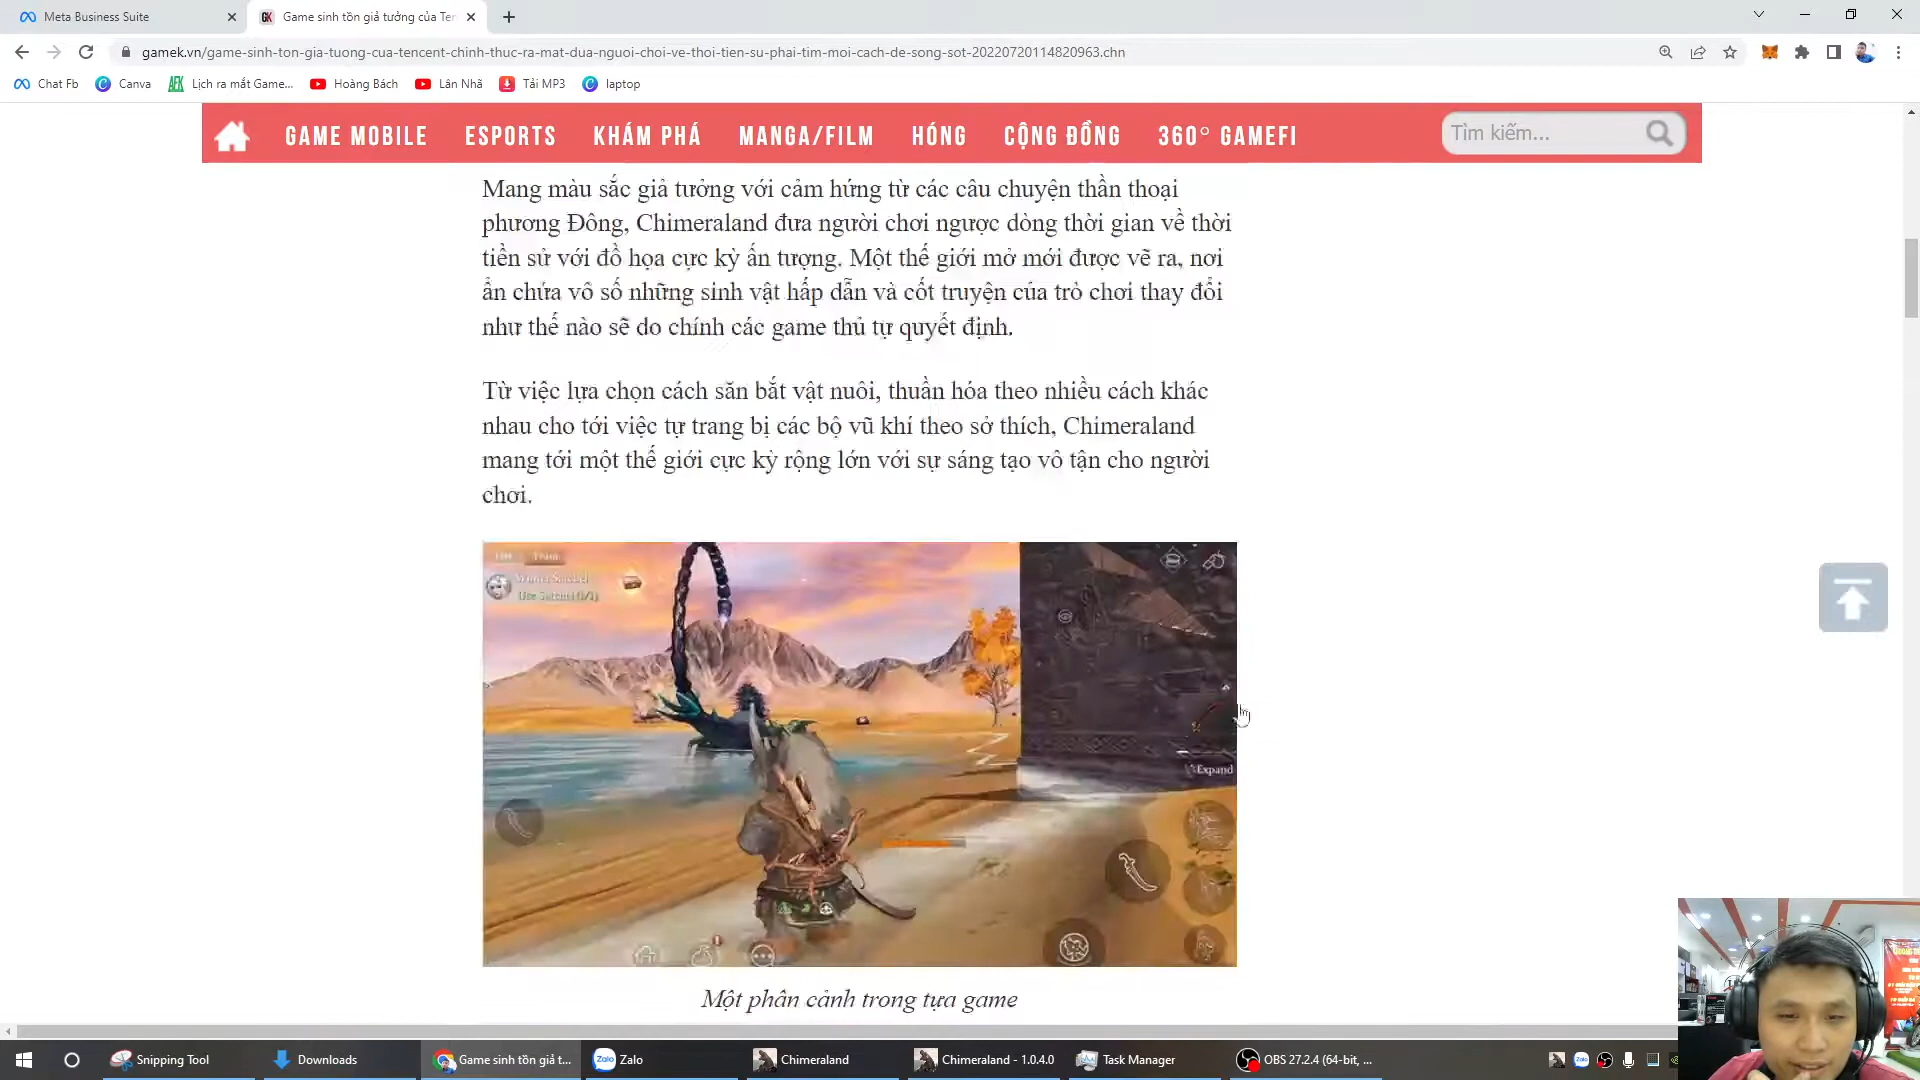 Meta Business Suite
Game sinh tồn giả tưởng của Ten
gamek.vn/game-sinh-ton-gia-tuong-cua-tencent-chinh-thuc-ra-mat-dua-nguoi-choi-ve-thoi-tien-su-phai-tim-moi-cach-de-song-sot-20220720114820963.chn
Chat Fb
Canva
Lịch ra mắt Game...
Hoàng Bách
Lân Nhã
Tải MP3
laptop
GAME MOBILE
ESPORTS
KHÁM PHÁ
MANGA/FILM
HÓNG
CỘNG ĐỒNG
360° GAMEFI
Tìm kiếm...
Mang màu sắc giả tưởng với cảm hứng từ các câu chuyện thần thoại
phương Đông, Chimeraland đưa người chơi ngược dòng thời gian về thời
tiền sử với đồ họa cực kỳ ấn tượng. Một thế giới mở mới được vẽ ra, nơi
ẩn chứa vô số những sinh vật hấp dẫn và cốt truyện của trò chơi thay đổi
như thế nào sẽ do chính các game thủ tự quyết định.
Từ việc lựa chọn cách săn bắt vật nuôi, thuần hóa theo nhiều cách khác
nhau cho tới việc tự trang bị các bộ vũ khí theo sở thích, Chimeraland
mang tới một thế giới cực kỳ rộng lớn với sự sáng tạo vô tận cho người
chơi.
Expand
Một phân cảnh trong tựa game
Snipping Tool
Downloads
Game sinh tồn giả t...
Zalo
Chimeraland
Chimeraland - 1.0.4.0
Task Manager
OBS 27.2.4 (64-bit, ...